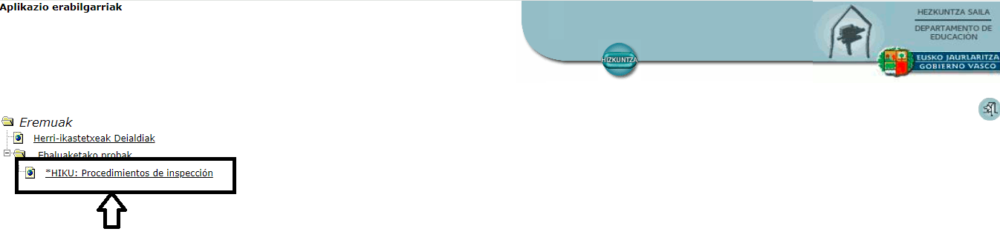 Aplikazio erabilgarriak
HEZKUNTZA SAILA
DEPARTAMENTO DE
EDUCACIÓN
HIZKUNTZA
EUSKO JAURLARITZA
GOBIERNO VASCO
Eremuak
Herri-ikastetxeak Deialdiak
Ebaluaketako probak
*HIKU: Procedimientos de inspección